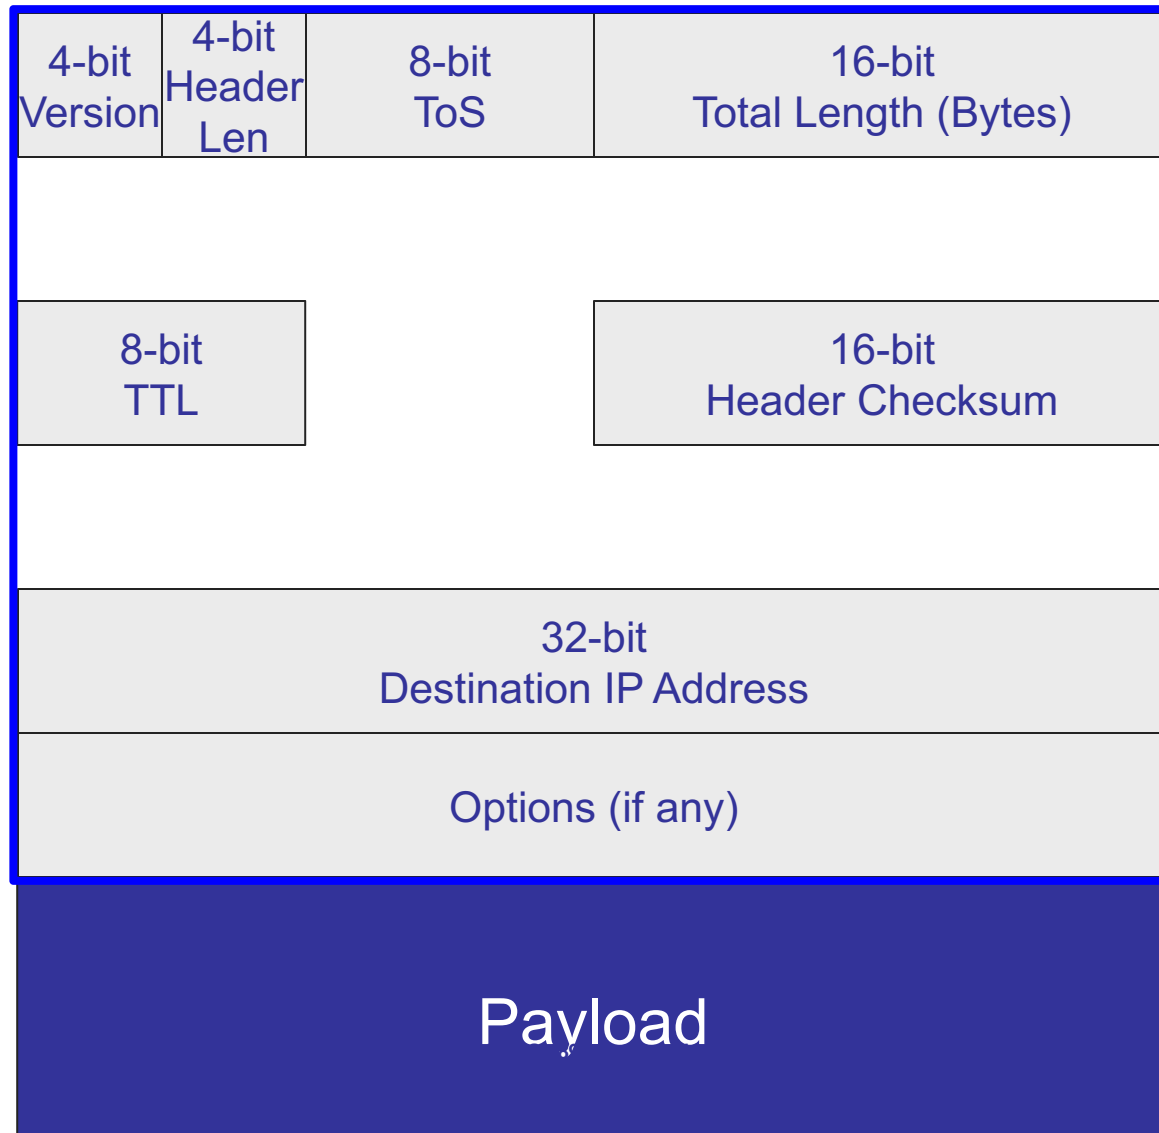 4-bit
Version
4-bit
Header
Len
8-bit
ToS
16-bit
Total Length (Bytes)
8-bit
TTL
16-bit
Header Checksum
32-bit
Destination IP Address
Options (if any)
Payload